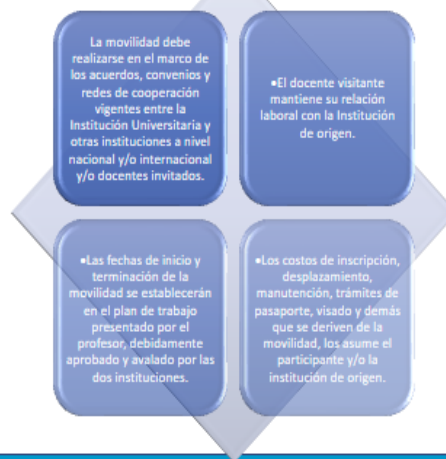 La movilidad debe
realizarse en el marco de
los acuerdos, convenios y
redes de cooperación
vigentes entre la
Institución Universitaria y
otras instituciones a nivel
nacional y/o internacional
y/o docentes invitados.
•El docente visitante
mantiene su relación
laboral con la Institución
de origen.
•Las fechas de inicio y
terminación de la
movilidad se establecerán
en el plan de trabajo
presentado por el
profesor, debidamente
aprobado y avalado por las
dos instituciones.
•Los costos de inscripción,
desplazamiento,
manutención, trámites de
pasaporte, visado y demás
que se deriven de la
movilidad, los asume el
participante y/o la
institución de origen.